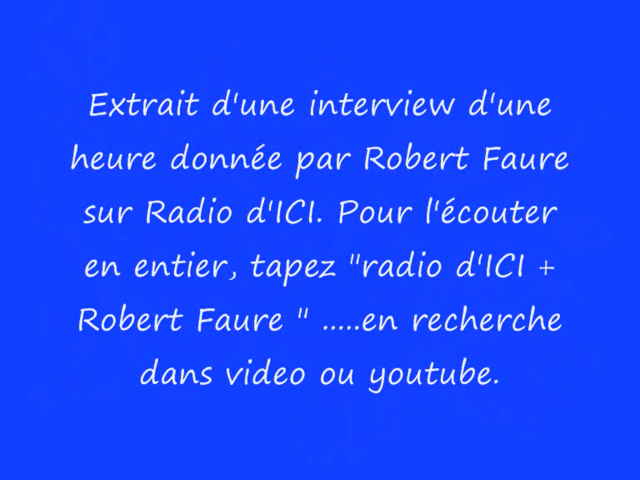 Extrait d'une interview d'une
heure donnée par Robert Faure
sur Radio d'ICI. Pour l'écouter
en entier, tapez "radio d'ICI +
Robert Faure " .....en recherche
dans video ou youtube.